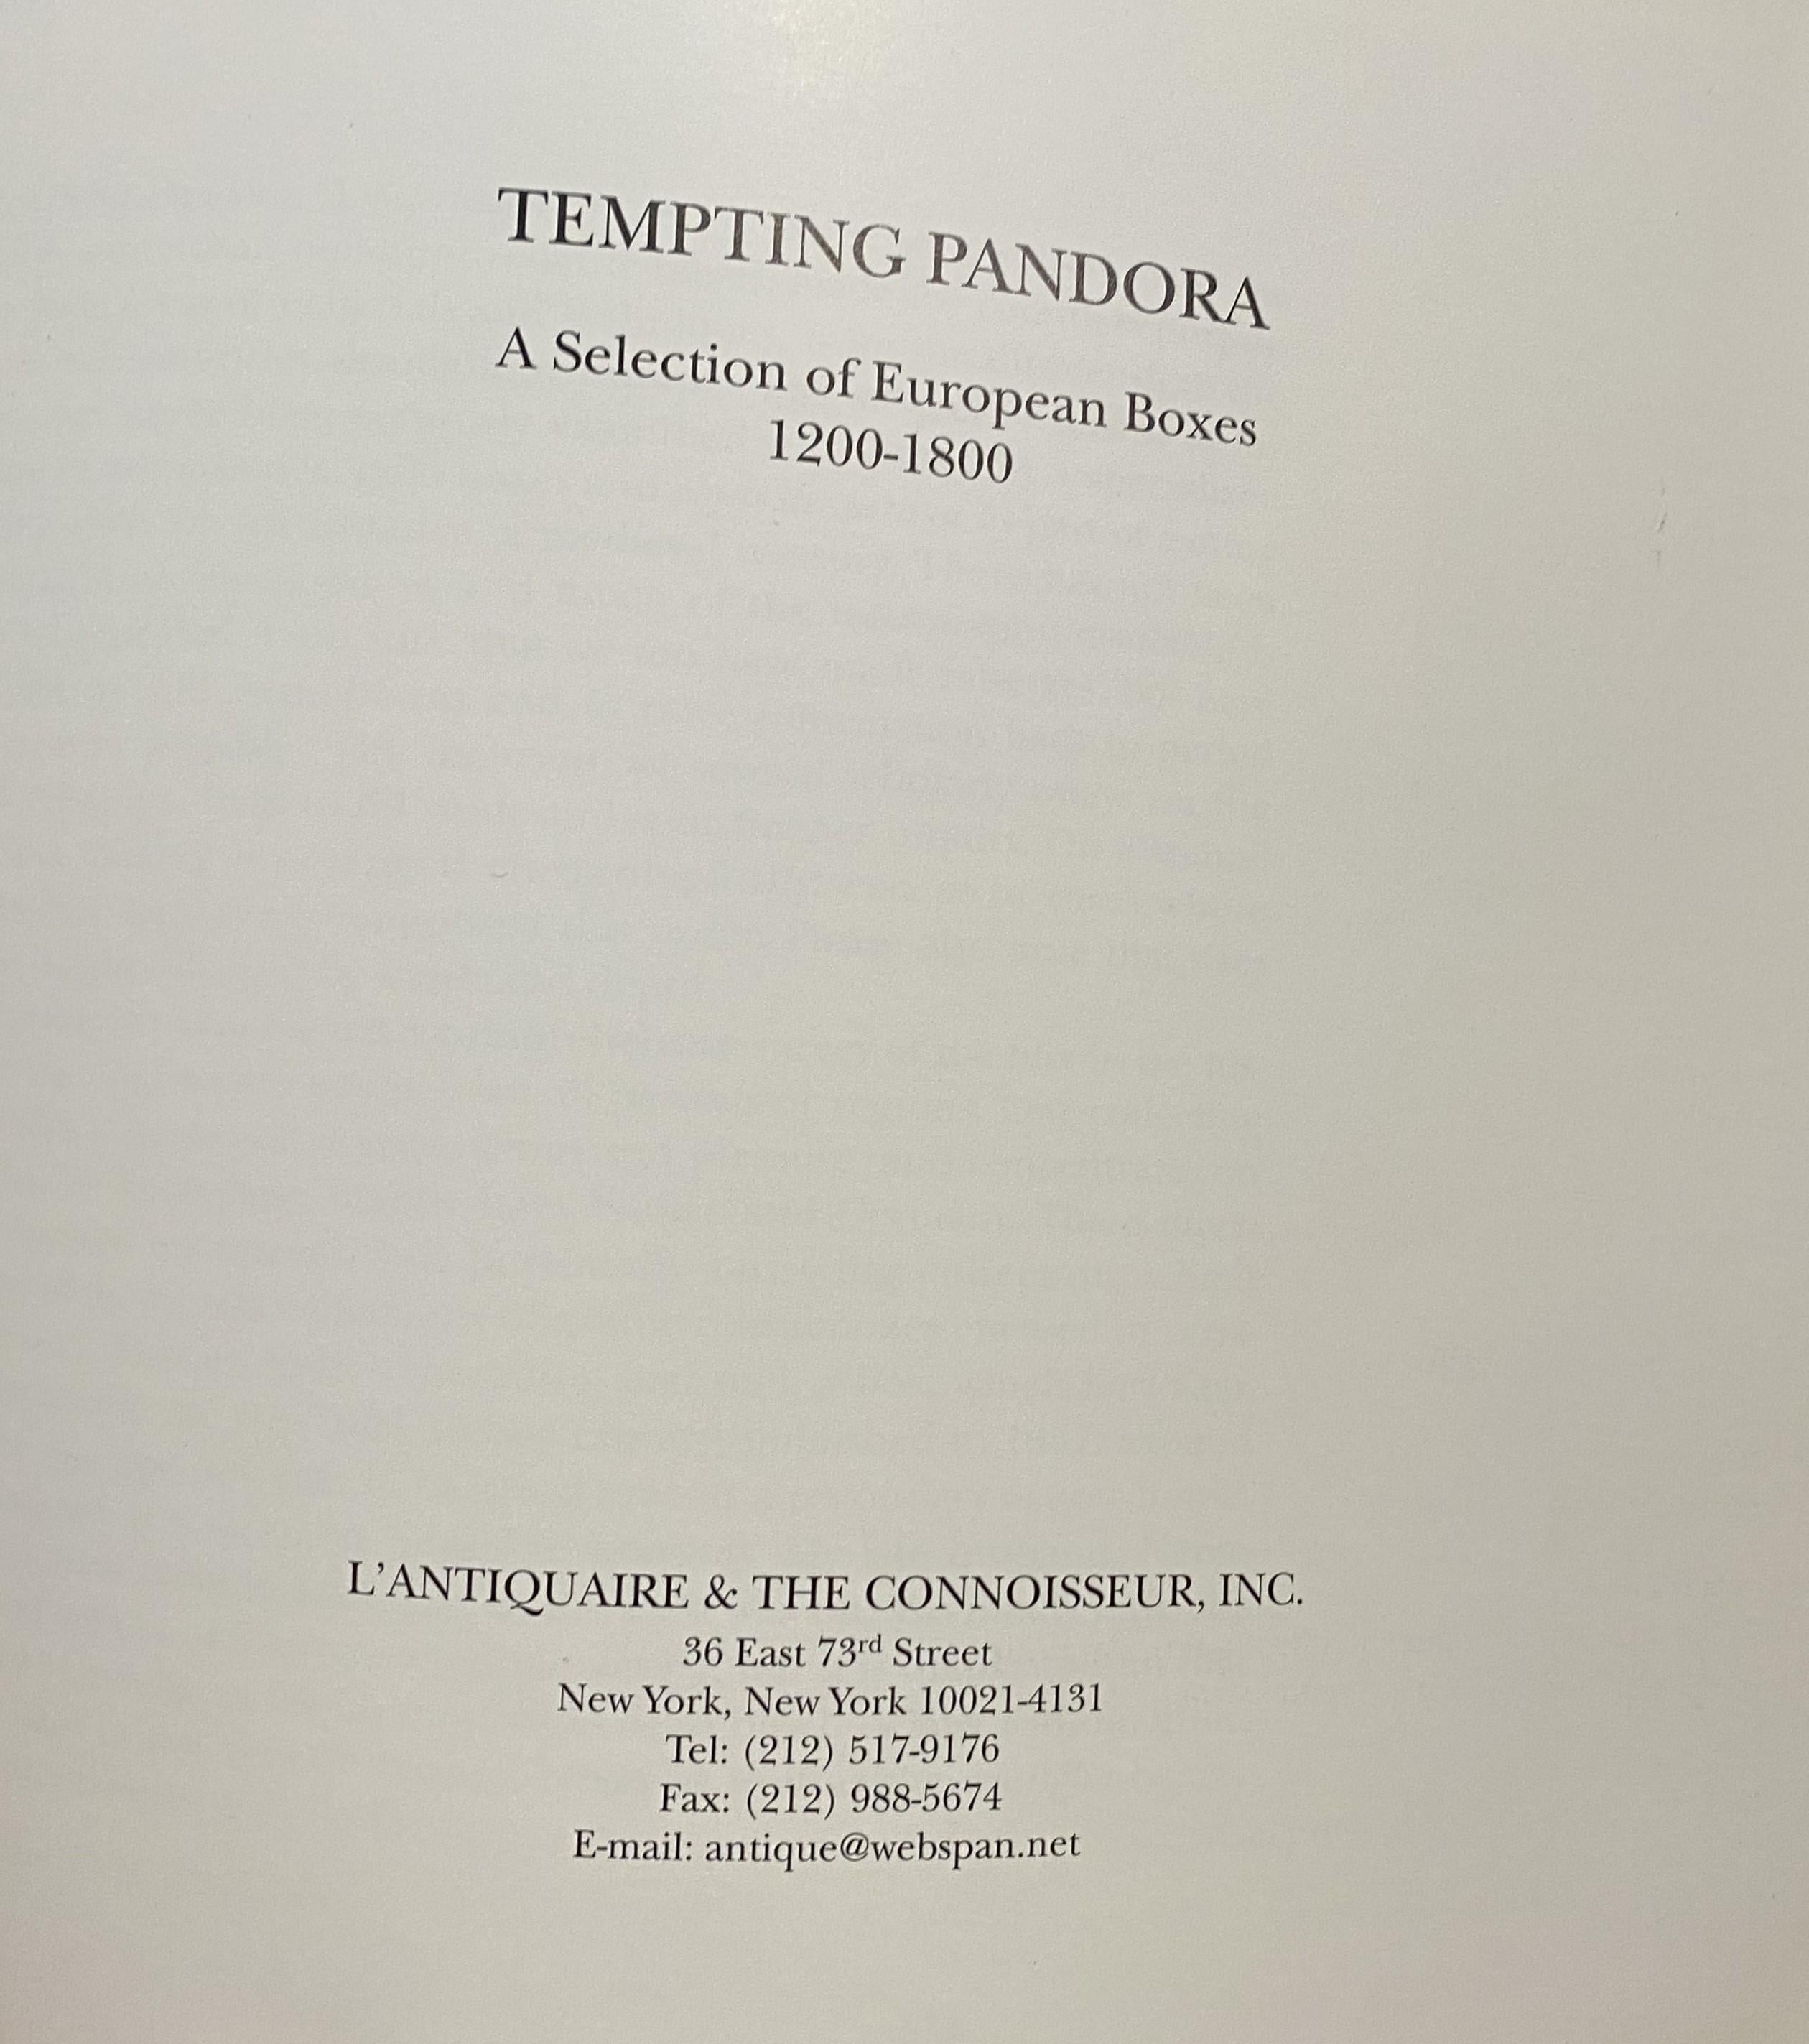 TEMPTING PANDORA
A Selection of European Boxes
1200-1800
L'ANTIQUAIRE & THE CONNOISSEUR, INC.
36 East 73rd Street
New York, New York 10021-4131
Tel: (212) 517-9176
Fax: (212) 988-5674
E-mail: antique@webspan.net